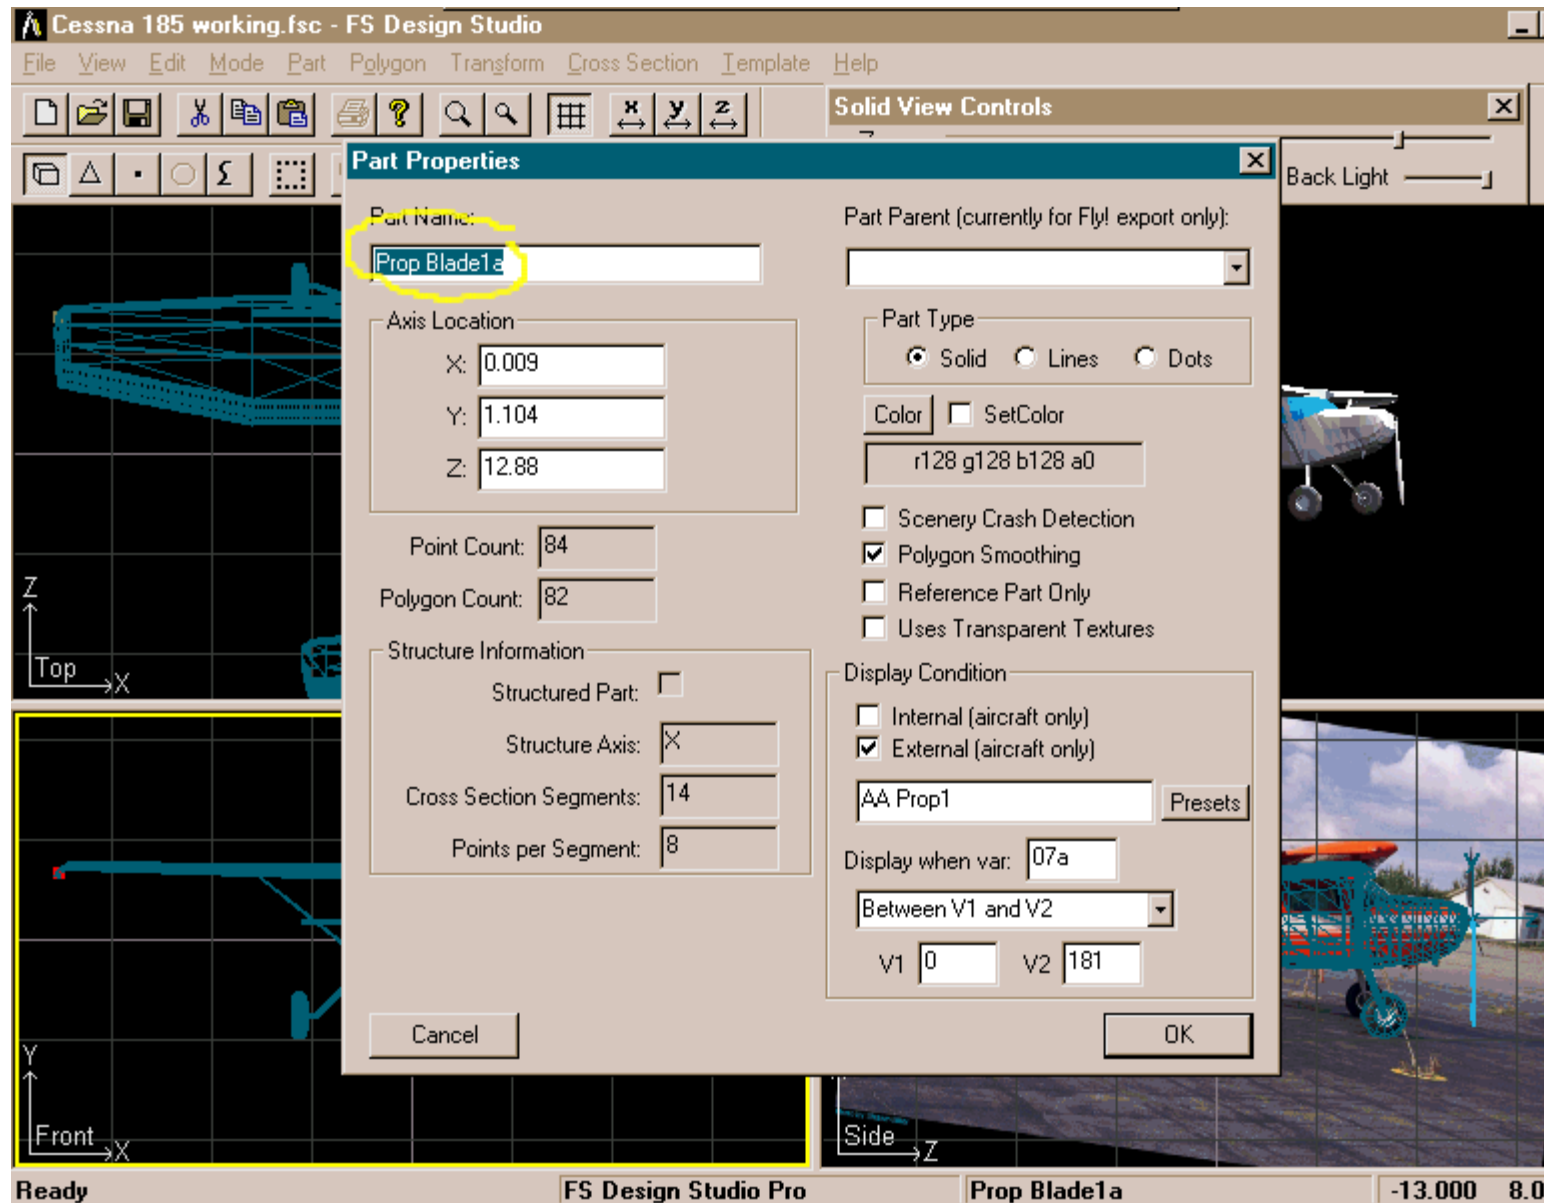 Cessna 185 working.fsc - FS Design Studio
File View Edit Mode Part Polygon Transform Cross Section Template Help
x y z
Solid View Controls
Back Light
Part Properties
Part Name:
Prop Blade1a
Part Parent (currently for Fly! export only):
Axis Location
X: 0.009
Y: 1.104
Z: 12.88
Part Type
Solid Lines Dots
Color SetColor
r128 g128 b128 a0
Point Count: 84
Polygon Count: 82
Scenery Crash Detection
Polygon Smoothing
Reference Part Only
Uses Transparent Textures
Structure Information
Structured Part:
Structure Axis: X
Cross Section Segments: 14
Points per Segment: 8
Display Condition
Internal (aircraft only)
External (aircraft only)
AA Prop1 Presets
Display when var: 07a
Between V1 and V2
V1 0 V2 181
Cancel OK
Z
Top X
Y
Front X
Side Z
Ready FS Design Studio Pro Prop Blade1a -13.000 8.0